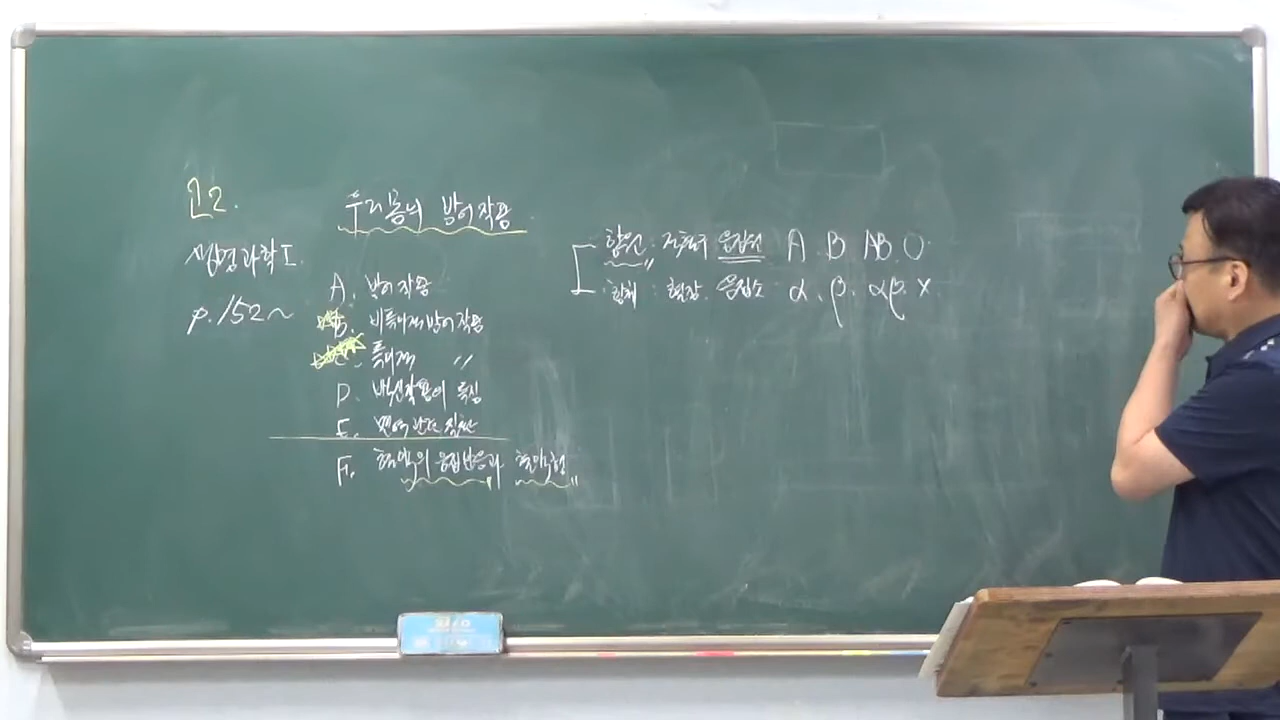 인2.
생명과학I.
p.152~
우리몸의 방어작용
A. 방어작용
B. 비특이적 방어작용
C. 특이적 〃
D. 백신작용의 특징
E. 면역 관련 질환
F. 혈액의 응집반응과 혈액형
항원 : 적혈구 응집원 A. B AB. O.
항체 : 혈장. 응집소 α. β. αβ. X.